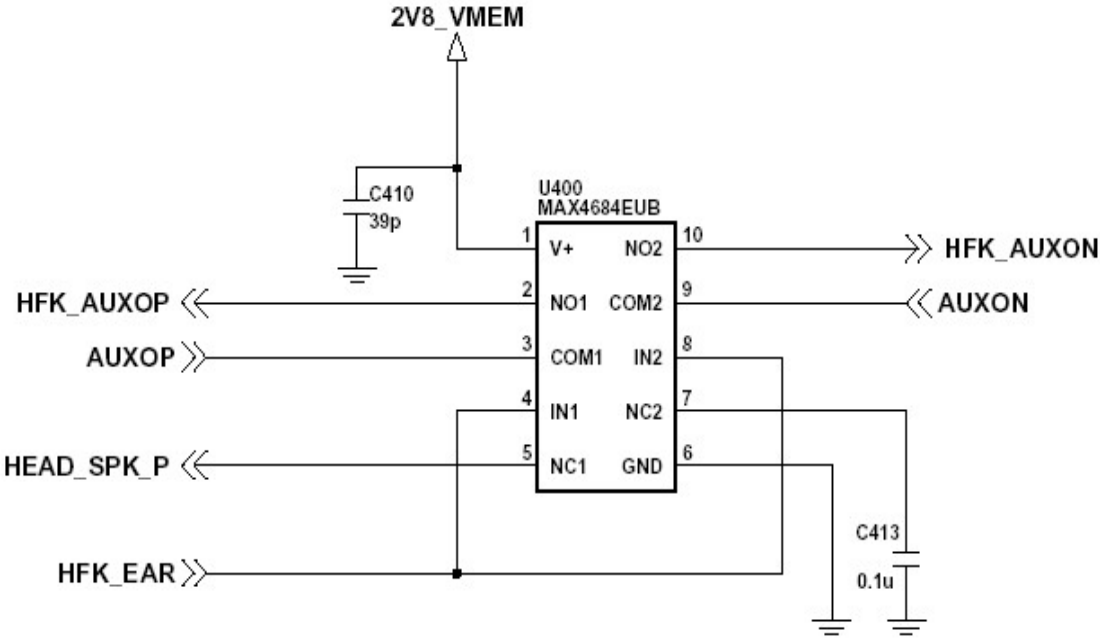 2V8_VMEM
C410
39p
U400
MAX4684EUB
1
V+
NO2
10
HFK_AUXON
HFK_AUXOP
2
NO1
COM2
9
AUXON
AUXOP
3
COM1
IN2
8
4
IN1
NC2
7
HEAD_SPK_P
5
NC1
GND
6
C413
0.1u
HFK_EAR